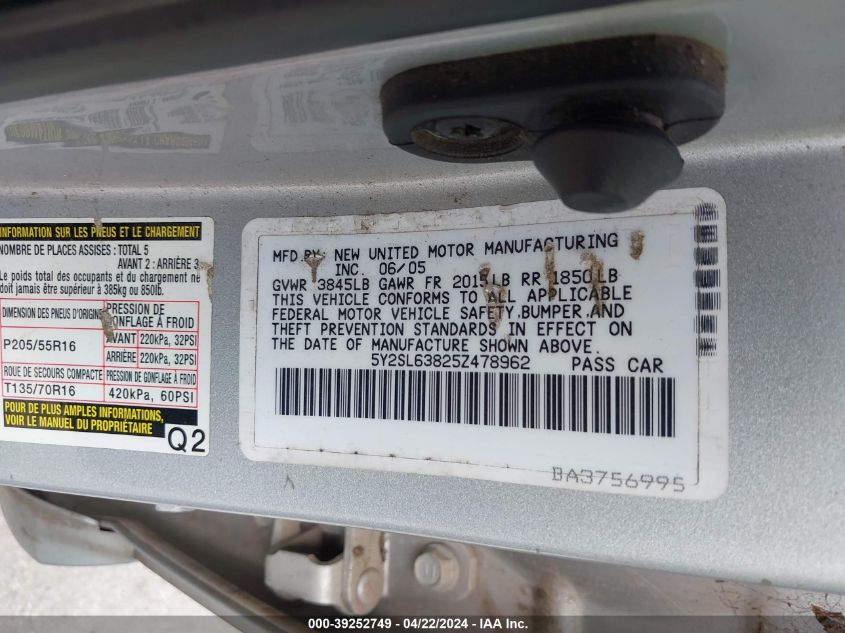 INFORMATION SUR LES PNEUS ET LE CHARGEMENT
NOMBRE DE PLACES ASSISES : TOTAL 5
AVANT 2 : ARRIÈRE 3
Le poids total des occupants et du chargement ne
doit jamais être supérieur à 385kg ou 850lb.
DIMENSION DES PNEUS D'ORIGINE
PRESSION DE
GONFLAGE À FROID
P205/55R16
AVANT 220kPa, 32PSI
ARRIÈRE 220kPa, 32PSI
ROUE DE SECOURS COMPACTE
PRESSION DE GONFLAGE À FROID
T135/70R16
420kPa, 60PSI
POUR DE PLUS AMPLES INFORMATIONS,
VOIR LE MANUEL DU PROPRIÉTAIRE
Q2
MFD.BY: NEW UNITED MOTOR MANUFACTURING
INC. 06/05
GVWR 3845LB GAWR FR 2015LB RR 1850LB
THIS VEHICLE CONFORMS TO ALL APPLICABLE
FEDERAL MOTOR VEHICLE SAFETY,BUMPER,AND
THEFT PREVENTION STANDARDS IN EFFECT ON
THE DATE OF MANUFACTURE SHOWN ABOVE.
5Y2SL63825Z478962 PASS CAR
BA3756995
000-39252749 - 04/22/2024 - IAA Inc.